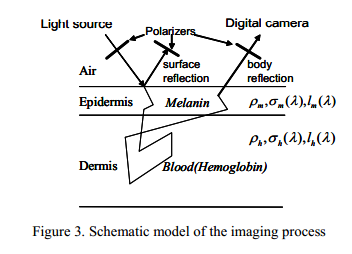 Light source
Polarizers
Digital camera
Air
surface
reflection
body
reflection
Epidermis
Melanin
ρₘ,σₘ(λ),lₘ(λ)
ρₕ,σₕ(λ),lₕ(λ)
Dermis
Blood(Hemoglobin)
Figure 3. Schematic model of the imaging process